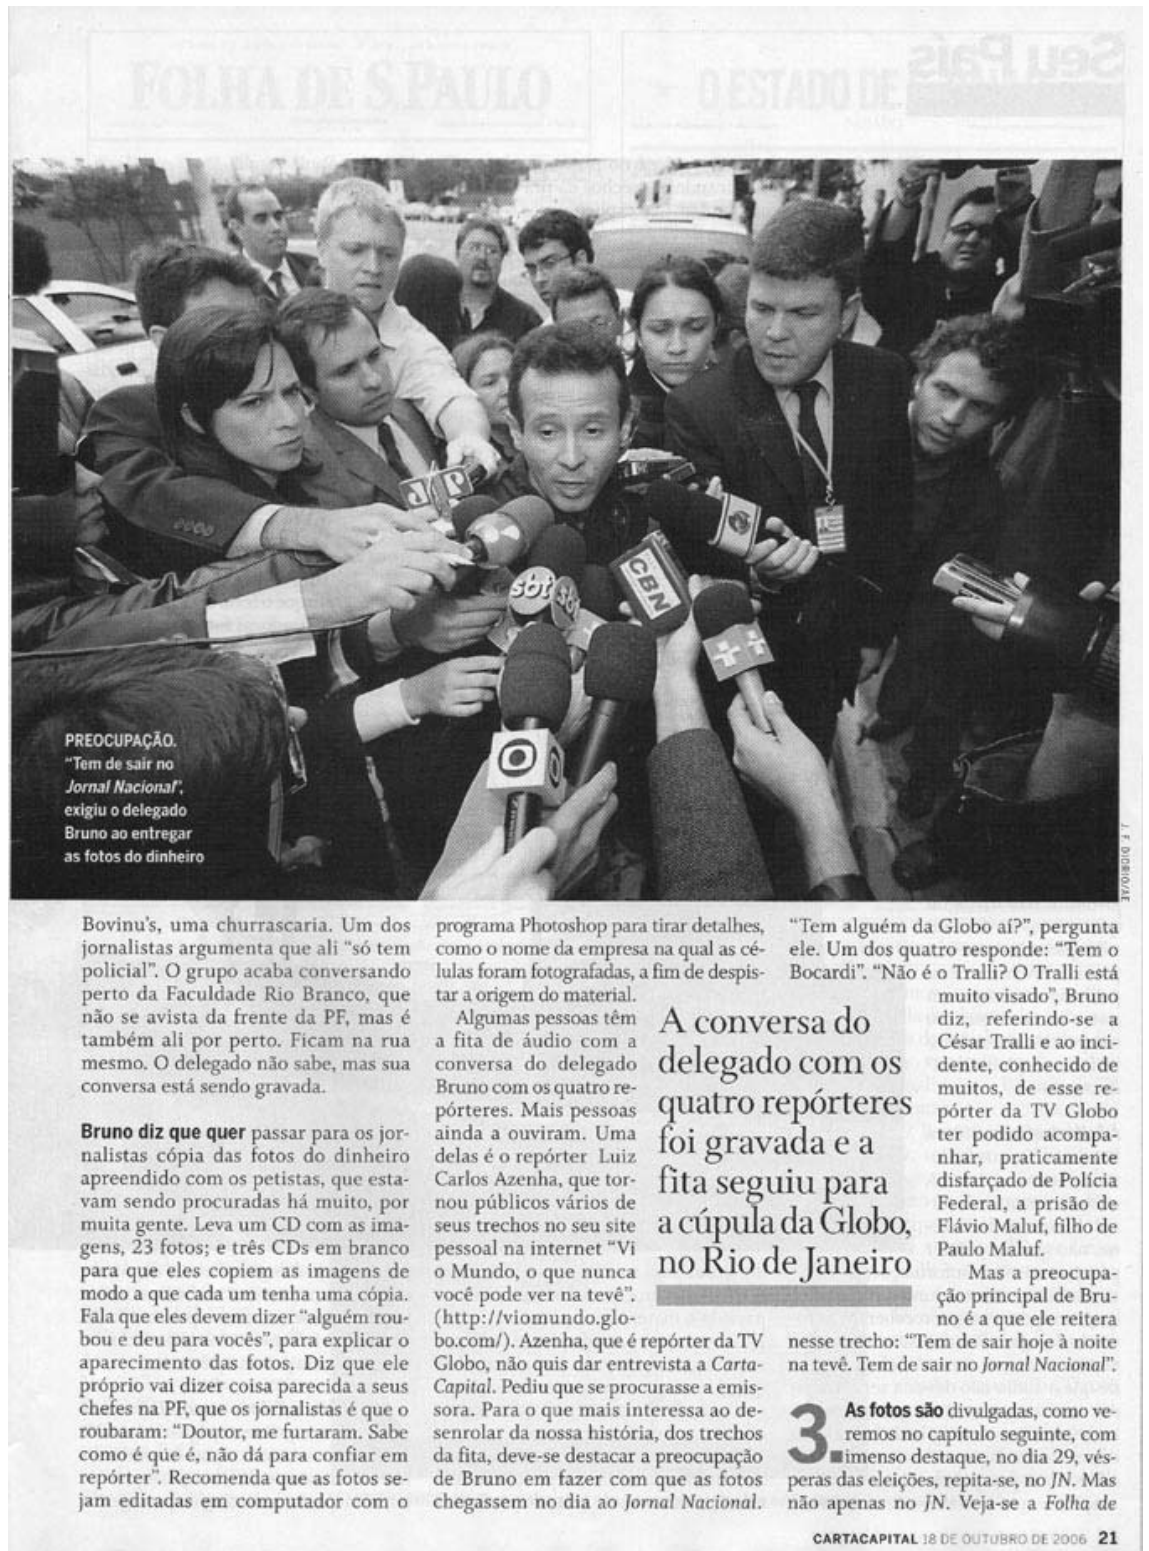 Seu País
FOLHA DE S.PAULO
O ESTADO DE
JP
sbt
sbt
CBN
PREOCUPAÇÃO.
"Tem de sair no
Jornal Nacional",
exigiu o delegado
Bruno ao entregar
as fotos do dinheiro
J. F. DIORIO/AE
Bovinu's, uma churrascaria. Um dos
jornalistas argumenta que ali "só tem
policial". O grupo acaba conversando
perto da Faculdade Rio Branco, que
não se avista da frente da PF, mas é
também ali por perto. Ficam na rua
mesmo. O delegado não sabe, mas sua
conversa está sendo gravada.
Bruno diz que quer passar para os jor-
nalistas cópia das fotos do dinheiro
apreendido com os petistas, que esta-
vam sendo procuradas há muito, por
muita gente. Leva um CD com as ima-
gens, 23 fotos; e três CDs em branco
para que eles copiem as imagens de
modo a que cada um tenha uma cópia.
Fala que eles devem dizer "alguém rou-
bou e deu para vocês", para explicar o
aparecimento das fotos. Diz que ele
próprio vai dizer coisa parecida a seus
chefes na PF, que os jornalistas é que o
roubaram: "Doutor, me furtaram. Sabe
como é que é, não dá para confiar em
repórter". Recomenda que as fotos se-
jam editadas em computador com o
programa Photoshop para tirar detalhes,
como o nome da empresa na qual as cé-
lulas foram fotografadas, a fim de despis-
tar a origem do material.
Algumas pessoas têm
a fita de áudio com a
conversa do delegado
Bruno com os quatro re-
pórteres. Mais pessoas
ainda a ouviram. Uma
delas é o repórter Luiz
Carlos Azenha, que tor-
nou públicos vários de
seus trechos no seu site
pessoal na internet "Vi
o Mundo, o que nunca
você pode ver na tevê".
(http://viomundo.glo-
bo.com/). Azenha, que é repórter da TV
Globo, não quis dar entrevista a Carta-
Capital. Pediu que se procurasse a emis-
sora. Para o que mais interessa ao de-
senrolar da nossa história, dos trechos
da fita, deve-se destacar a preocupação
de Bruno em fazer com que as fotos
chegassem no dia ao Jornal Nacional.
A conversa do
delegado com os
quatro repórteres
foi gravada e a
fita seguiu para
a cúpula da Globo,
no Rio de Janeiro
"Tem alguém da Globo aí?", pergunta
ele. Um dos quatro responde: "Tem o
Bocardi". "Não é o Tralli? O Tralli está
muito visado", Bruno
diz, referindo-se a
César Tralli e ao inci-
dente, conhecido de
muitos, de esse re-
pórter da TV Globo
ter podido acompa-
nhar, praticamente
disfarçado de Polícia
Federal, a prisão de
Flávio Maluf, filho de
Paulo Maluf.
Mas a preocupa-
ção principal de Bru-
no é a que ele reitera
nesse trecho: "Tem de sair hoje à noite
na tevê. Tem de sair no Jornal Nacional".
3. As fotos são divulgadas, como ve-
remos no capítulo seguinte, com
imenso destaque, no dia 29, vés-
peras das eleições, repita-se, no JN. Mas
não apenas no JN. Veja-se a Folha de
CARTACAPITAL 18 DE OUTUBRO DE 2006 21